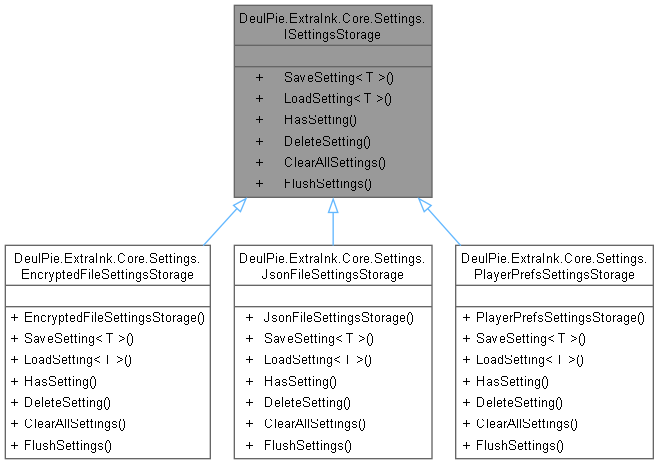 DeulPie.ExtraInk.Core.Settings.
ISettingsStorage
+ SaveSetting< T >()
+ LoadSetting< T >()
+ HasSetting()
+ DeleteSetting()
+ ClearAllSettings()
+ FlushSettings()
DeulPie.ExtraInk.Core.Settings.
EncryptedFileSettingsStorage
+ EncryptedFileSettingsStorage()
+ SaveSetting< T >()
+ LoadSetting< T >()
+ HasSetting()
+ DeleteSetting()
+ ClearAllSettings()
+ FlushSettings()
DeulPie.ExtraInk.Core.Settings.
JsonFileSettingsStorage
+ JsonFileSettingsStorage()
+ SaveSetting< T >()
+ LoadSetting< T >()
+ HasSetting()
+ DeleteSetting()
+ ClearAllSettings()
+ FlushSettings()
DeulPie.ExtraInk.Core.Settings.
PlayerPrefsSettingsStorage
+ PlayerPrefsSettingsStorage()
+ SaveSetting< T >()
+ LoadSetting< T >()
+ HasSetting()
+ DeleteSetting()
+ ClearAllSettings()
+ FlushSettings()